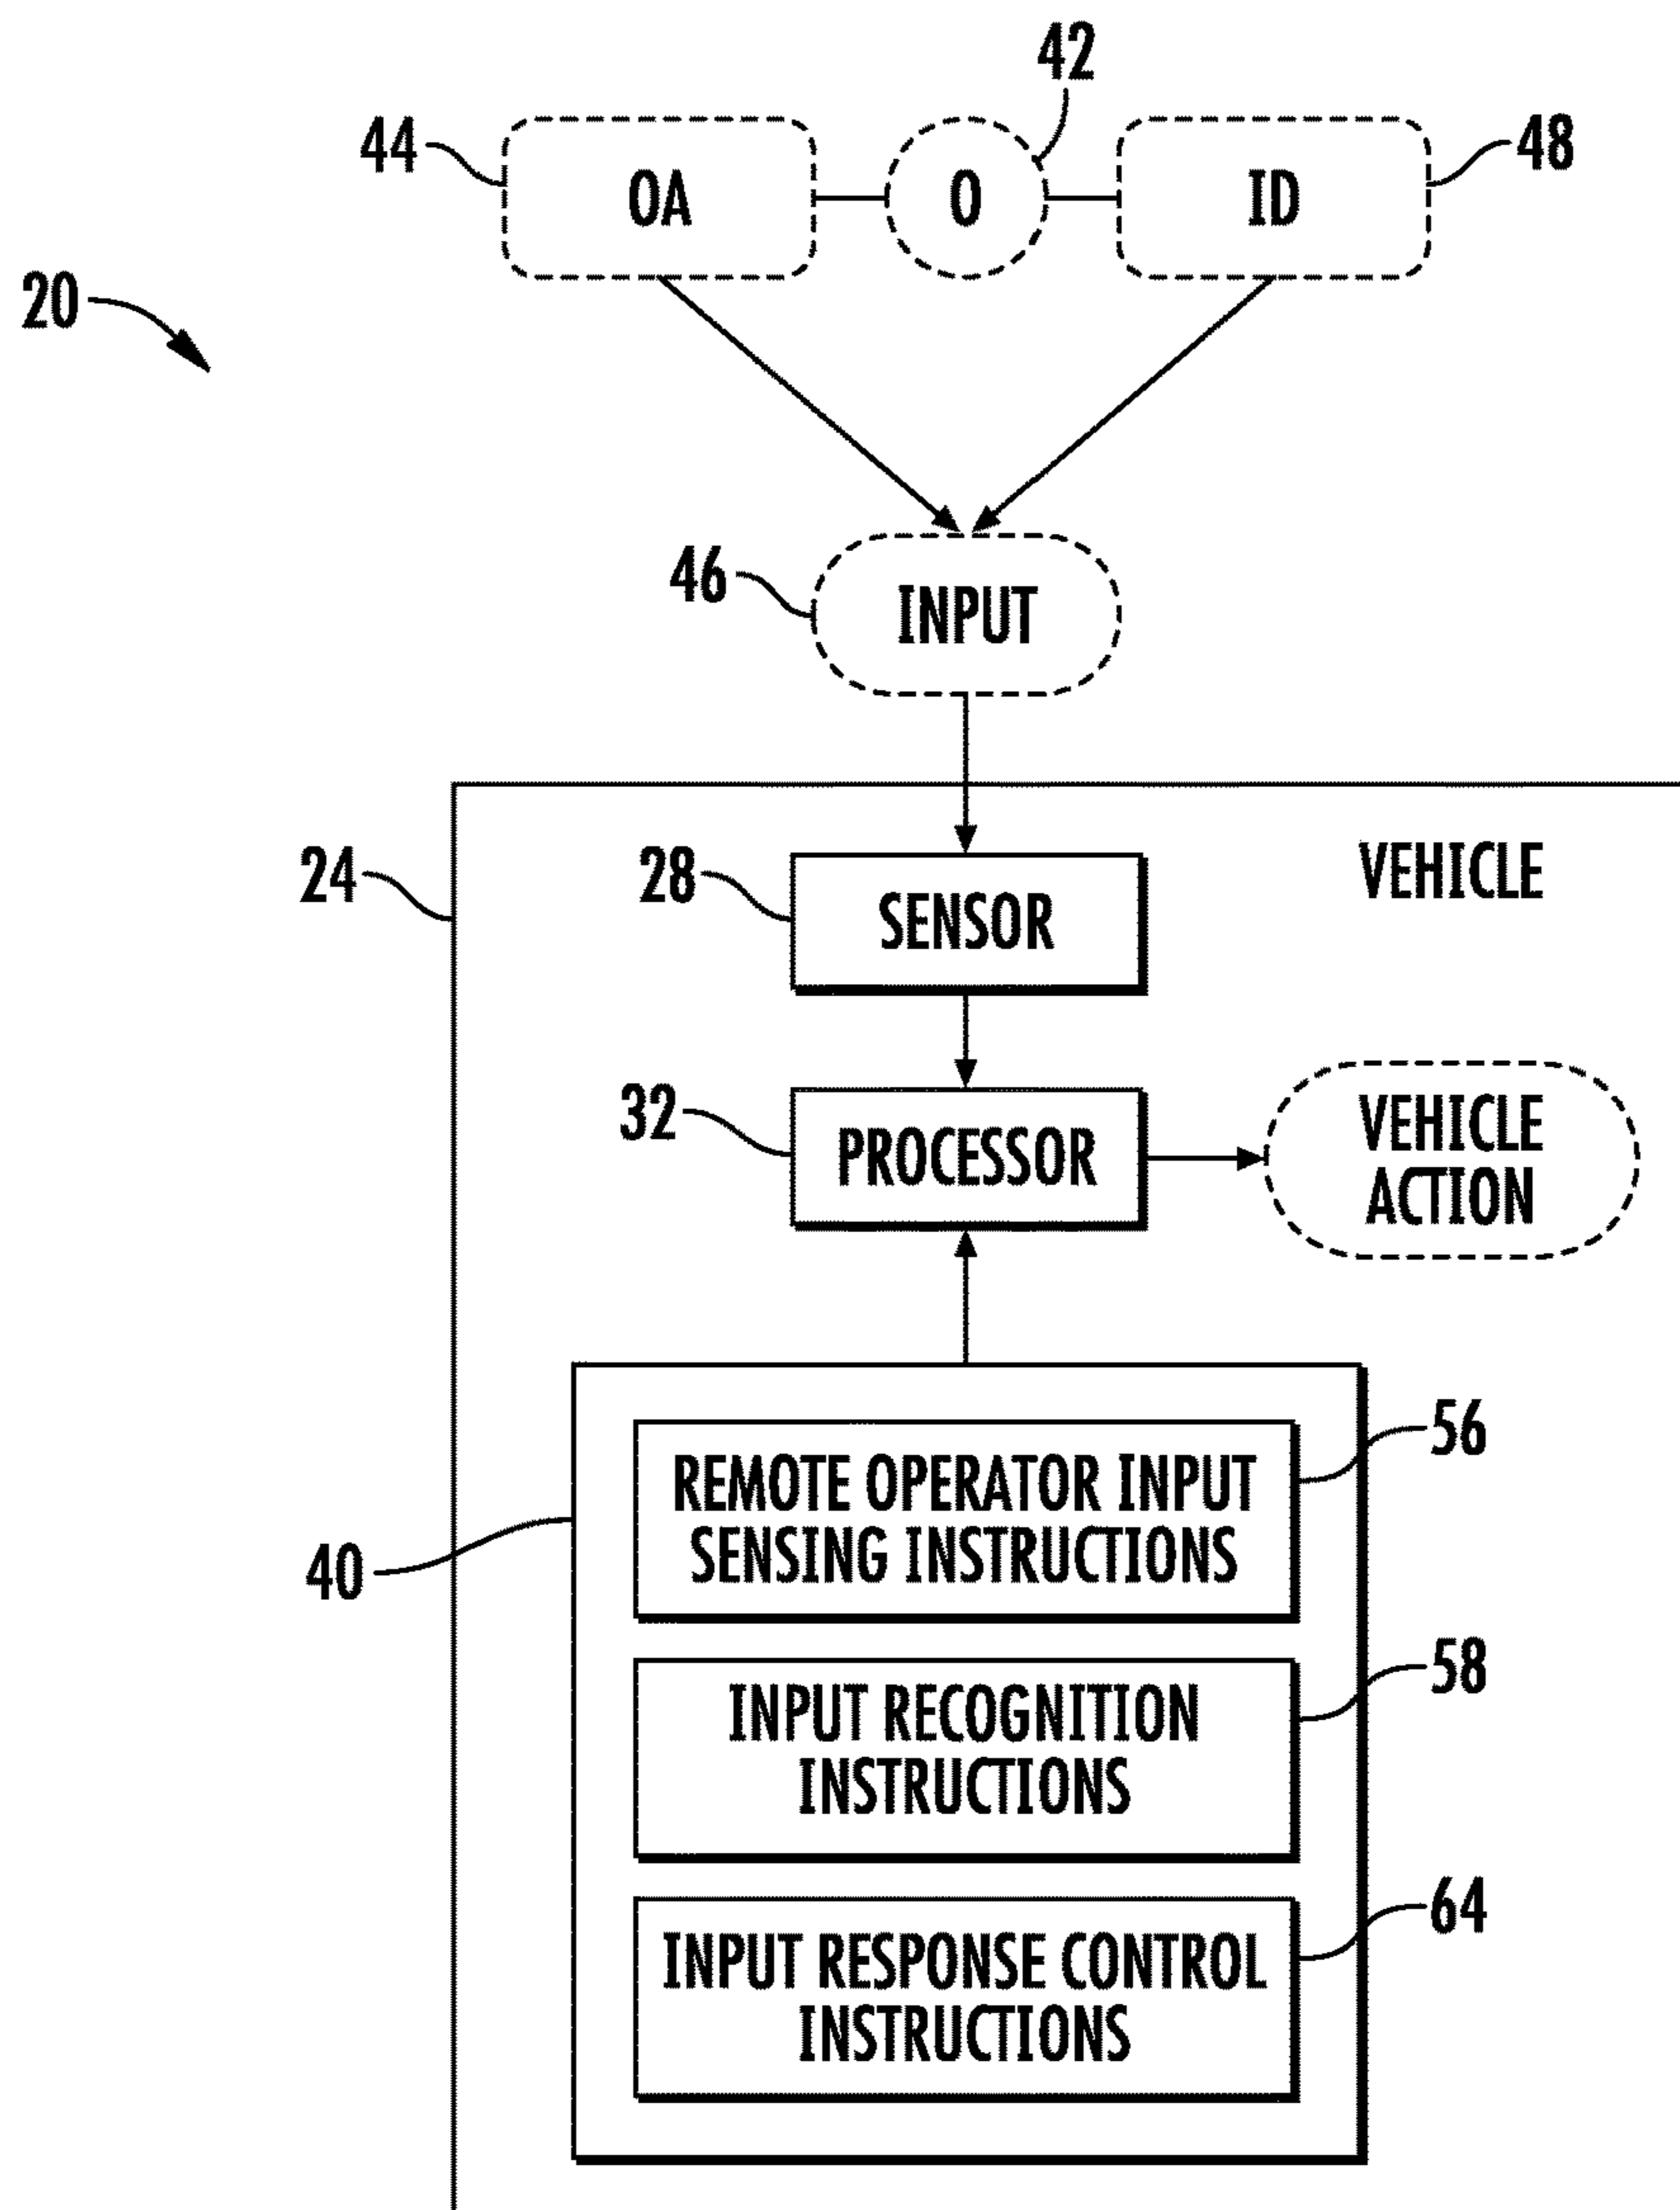 42
44
OA
O
ID
48
20
46
INPUT
24
28
SENSOR
VEHICLE
32
PROCESSOR
VEHICLE
ACTION
40
REMOTE OPERATOR INPUT
SENSING INSTRUCTIONS
56
INPUT RECOGNITION
INSTRUCTIONS
58
INPUT RESPONSE CONTROL
INSTRUCTIONS
64